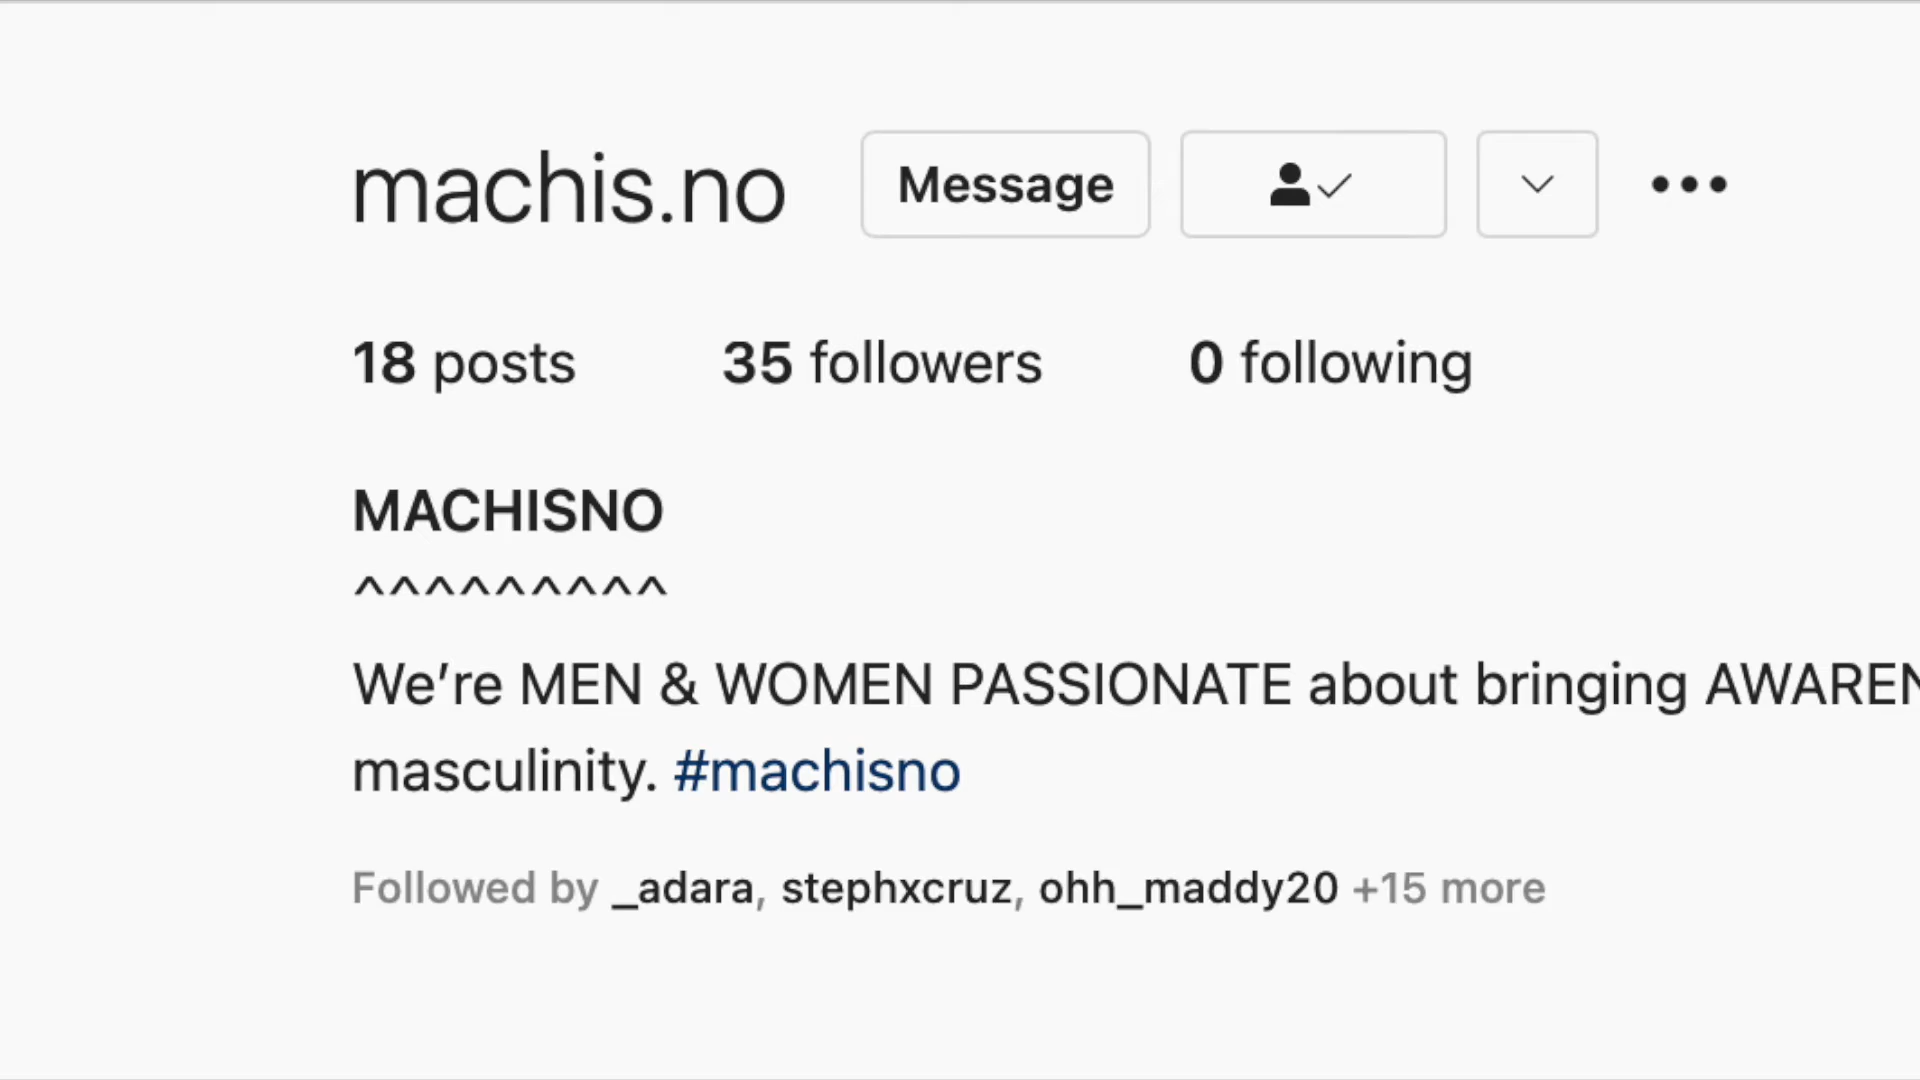 machis.no Message
18 posts 35 followers 0 following
MACHISNO
^^^^^^^^^
We’re MEN & WOMEN PASSIONATE about bringing
masculinity. #machisno
Followed by _adara, stephxcruz, ohh_maddy20 +15 more